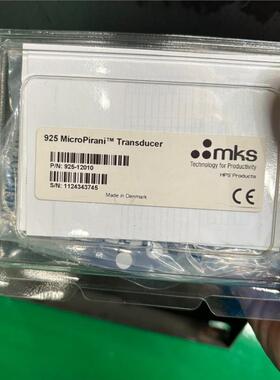 925 MicroPirani™ Transducer
P/N: 925-12010
S/N: 1124343745
Made in Denmark
mks
Technology for Productivity
HPS Products
CE